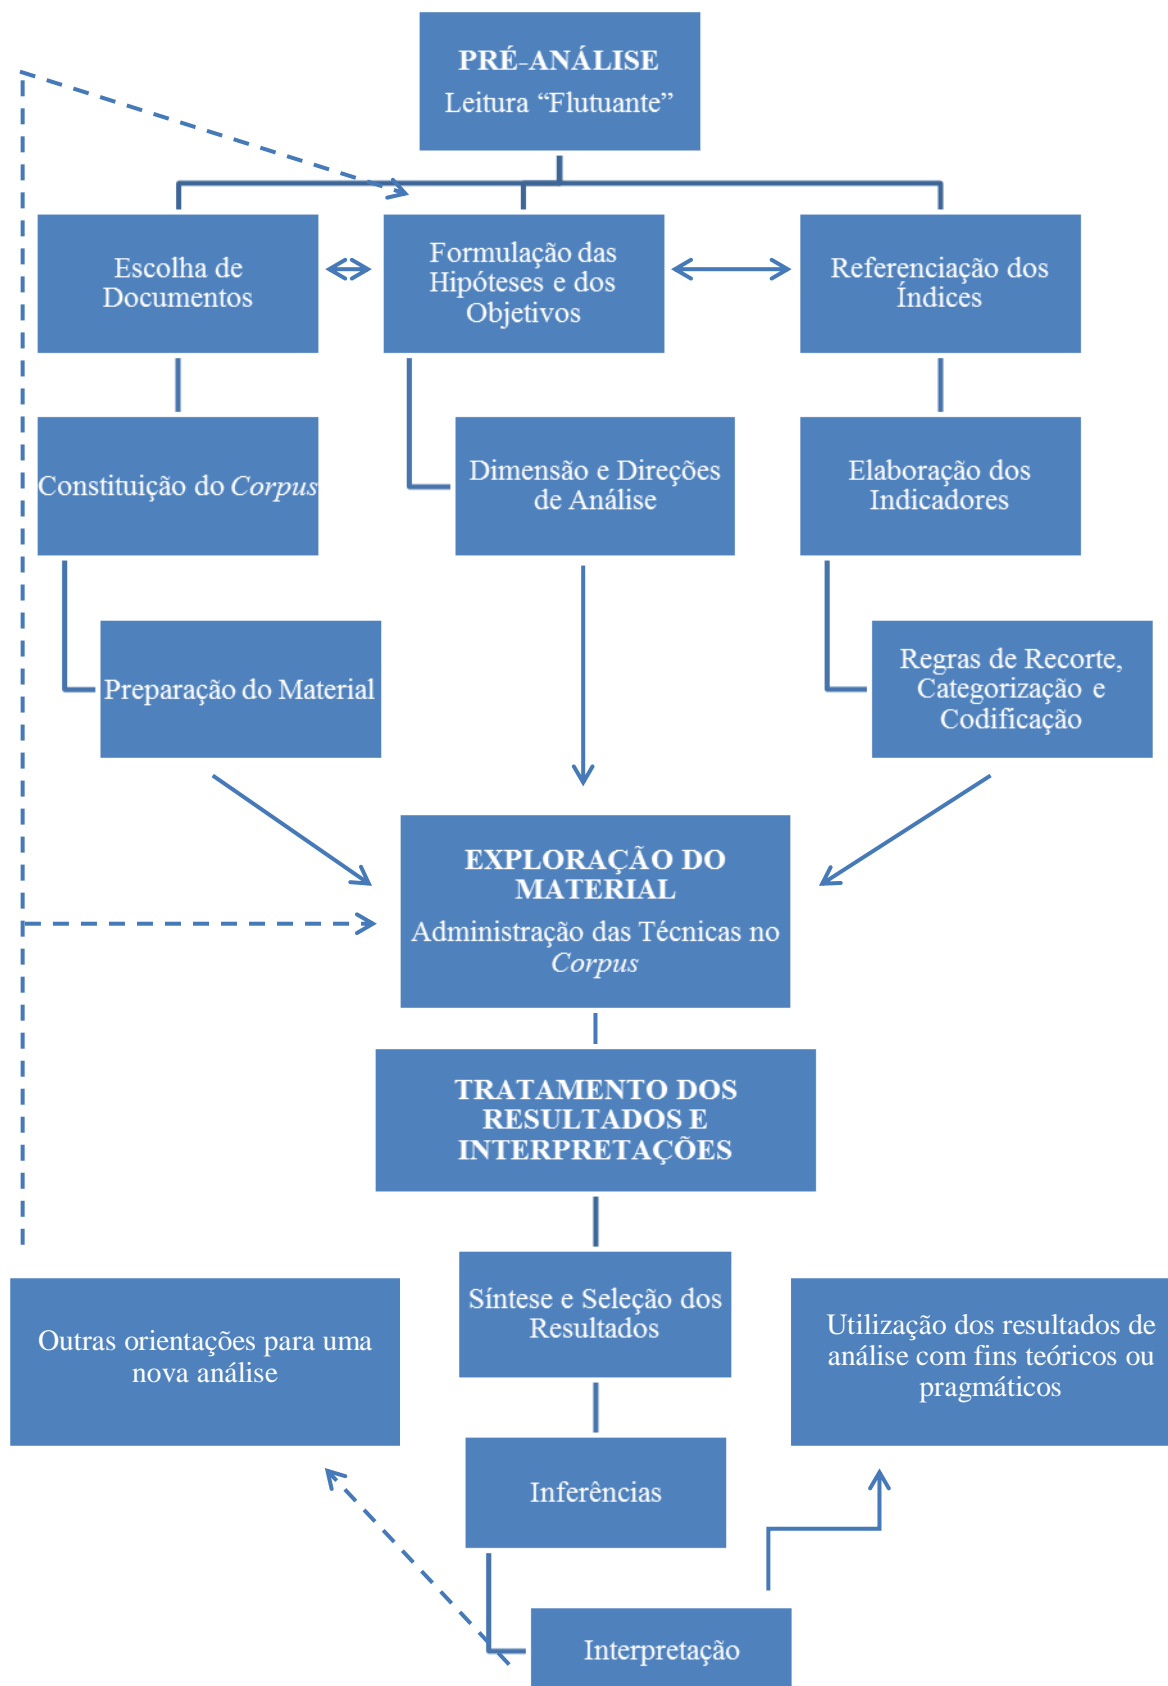 PRÉ-ANÁLISE
Leitura “Flutuante”
Escolha de
Documentos
Formulação das
Hipóteses e dos
Objetivos
Referenciação dos
Índices
Constituição do Corpus
Dimensão e Direções
de Análise
Elaboração dos
Indicadores
Preparação do Material
Regras de Recorte,
Categorização e
Codificação
EXPLORAÇÃO DO
MATERIAL
Administração das Técnicas no
Corpus
TRATAMENTO DOS
RESULTADOS E
INTERPRETAÇÕES
Síntese e Seleção dos
Resultados
Outras orientações para uma
nova análise
Utilização dos resultados de
análise com fins teóricos ou
pragmáticos
Inferências
Interpretação